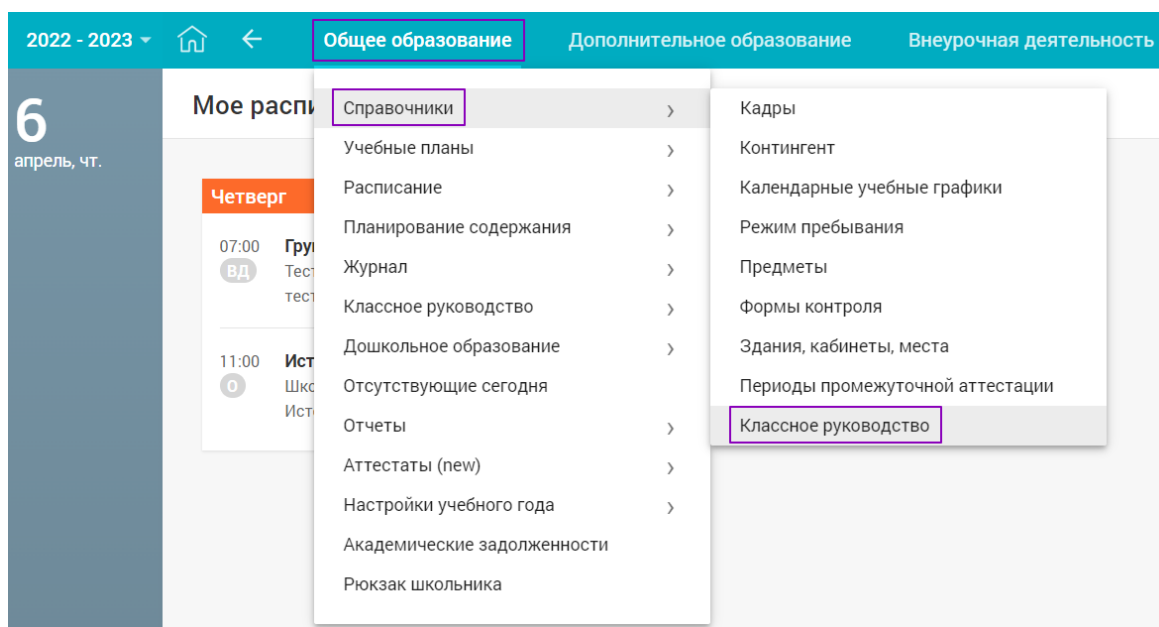 2022 - 2023 Общее образование Дополнительное образование Внеурочная деятельность
6
апрель, чт.
Мое
Четверг
07:00
ВД
11:00
О
Справочники
Учебные планы
Расписание
Планирование содержания
Журнал
Классное руководство
Дошкольное образование
Отсутствующие сегодня
Отчеты
Аттестаты (new)
Настройки учебного года
Академические задолженности
Рюкзак школьника
Кадры
Контингент
Календарные учебные графики
Режим пребывания
Предметы
Формы контроля
Здания, кабинеты, места
Периоды промежуточной аттестации
Классное руководство